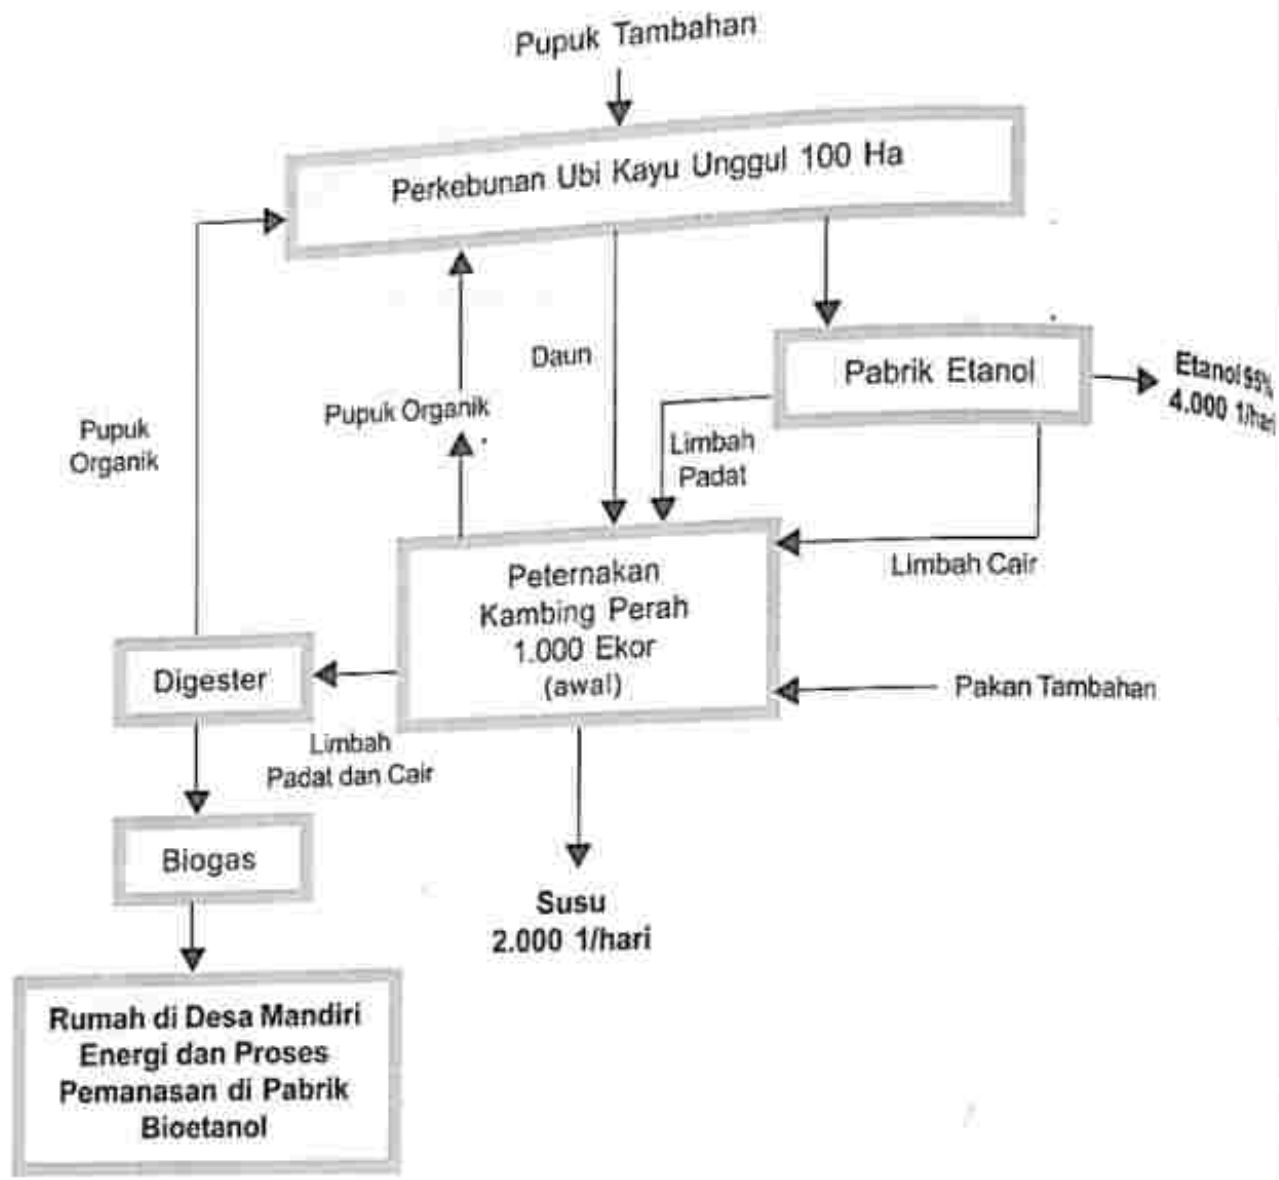 Pupuk Tambahan
Perkebunan Ubi Kayu Unggul 100 Ha
Daun
Pabrik Etanol
Etanol 95%
4.000 1/hari
Pupuk Organik
Limbah
Padat
Pupuk
Organik
Limbah Cair
Peternakan
Kambing Perah
1.000 Ekor
(awal)
Digester
Pakan Tambahan
Limbah
Padat dan Cair
Biogas
Susu
2.000 1/hari
Rumah di Desa Mandiri
Energi dan Proses
Pemanasan di Pabrik
Bioetanol